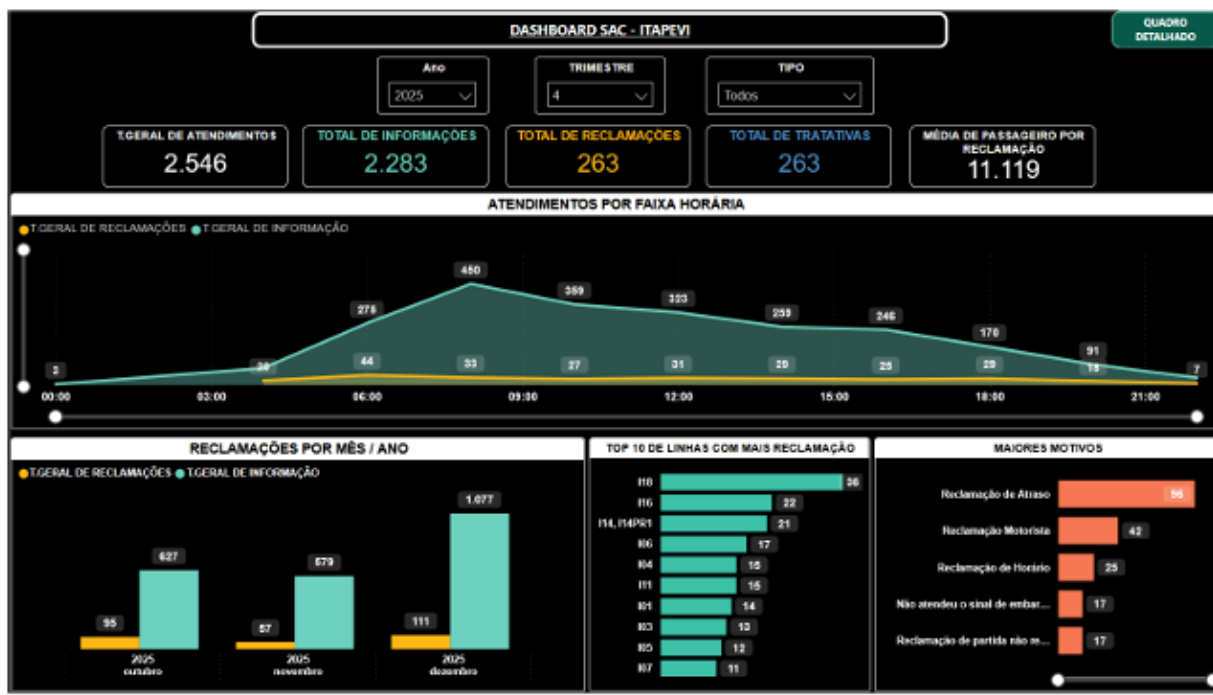 DASHBOARD SAC - ITAPEVI
QUADRO
DETALHADO
Ano
2025
TRIMESTRE
4
TIPO
Todos
T.GERAL DE ATENDIMENTOS
2.546
TOTAL DE INFORMAÇÕES
2.283
TOTAL DE RECLAMAÇÕES
263
TOTAL DE TRATATIVAS
263
MÉDIA DE PASSAGEIRO POR
RECLAMAÇÃO
11.119
ATENDIMENTOS POR FAIXA HORÁRIA
T.GERAL DE RECLAMAÇÕES T.GERAL DE INFORMAÇÃO
450
359
323
275
259
246
170
91
3
44 33 27 31 25 7
00:00 03:00 06:00 09:00 12:00 15:00 18:00 21:00
RECLAMAÇÕES POR MÊS / ANO
T.GERAL DE RECLAMAÇÕES T.GERAL DE INFORMAÇÃO
1.077
627
579
95 57 111
2025 2025 2025
outubro novembro dezembro
TOP 10 DE LINHAS COM MAIS RECLAMAÇÃO
I18 36
I16 22
I14, I14PR1 21
I06 17
I04 15
I11 15
I01 14
I03 13
I05 12
I07 11
MAIORES MOTIVOS
Reclamação de Atraso
Reclamação Motorista 42
Reclamação de Horário 25
Não atendeu o sinal de embar... 17
Reclamação de partida não re... 17